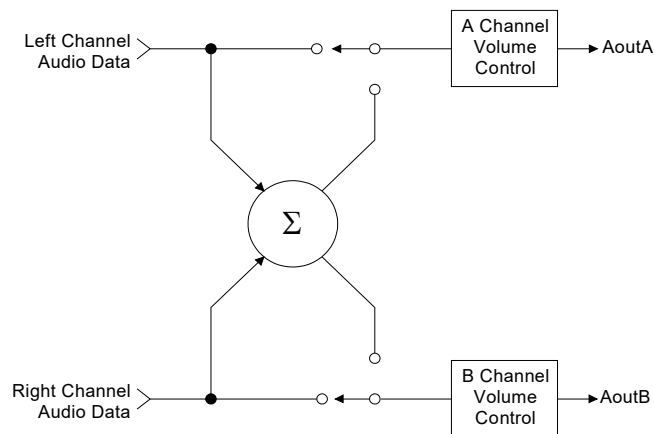 Left Channel
Audio Data
A Channel
Volume
Control
AoutA
Σ
Right Channel
Audio Data
B Channel
Volume
Control
AoutB